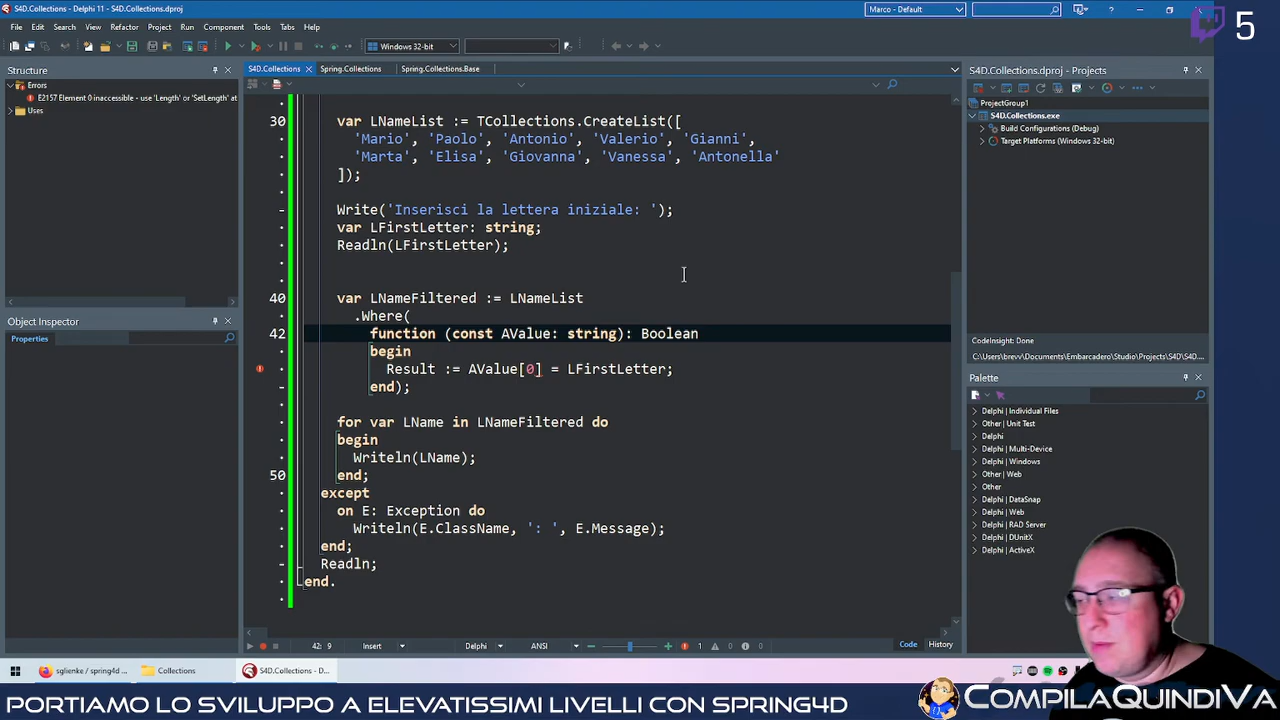 S4D.Collections - Delphi 11 - S4D.Collections.dproj
Marco - Default
File Edit Search View Refactor Project Run Component Tools Tabs Help
5
Windows 32-bit
Structure
Errors
E2157 Element 0 inaccessible - use 'Length' or 'SetLength' at
Uses
Object Inspector
Properties
S4D.Collections Spring.Collections Spring.Collections.Base
30 var LNameList := TCollections.CreateList([
'Mario', 'Paolo', 'Antonio', 'Valerio', 'Gianni',
'Marta', 'Elisa', 'Giovanna', 'Vanessa', 'Antonella'
]);
Write('Inserisci la lettera iniziale: ');
var LFirstLetter: string;
Readln(LFirstLetter);
40 var LNameFiltered := LNameList
.Where(
42 function (const AValue: string): Boolean
begin
Result := AValue[0] = LFirstLetter;
end);
for var LName in LNameFiltered do
begin
Writeln(LName);
50 end;
except
on E: Exception do
Writeln(E.ClassName, ': ', E.Message);
end;
Readln;
end.
42: 9 Insert Delphi ANSI 1 0 0 Code History
S4D.Collections.dproj - Projects
ProjectGroup1
S4D.Collections.exe
Build Configurations (Debug)
Target Platforms (Windows 32-bit)
CodeInsight: Done
C:\Users\brevv\Documents\Embarcadero\Studio\Projects\S4D\S4D.
Palette
Delphi | Individual Files
Other | Unit Test
Delphi
Delphi | Multi-Device
Delphi | Windows
Other | Web
Other
Delphi | DataSnap
Delphi | Web
Delphi | RAD Server
Delphi | DUnitX
Delphi | ActiveX
sglienke / spring4d ... Collections S4D.Collections - D...
PORTIAMO LO SVILUPPO A ELEVATISSIMI LIVELLI CON SPRING4D
COMPILAQUINDIVA